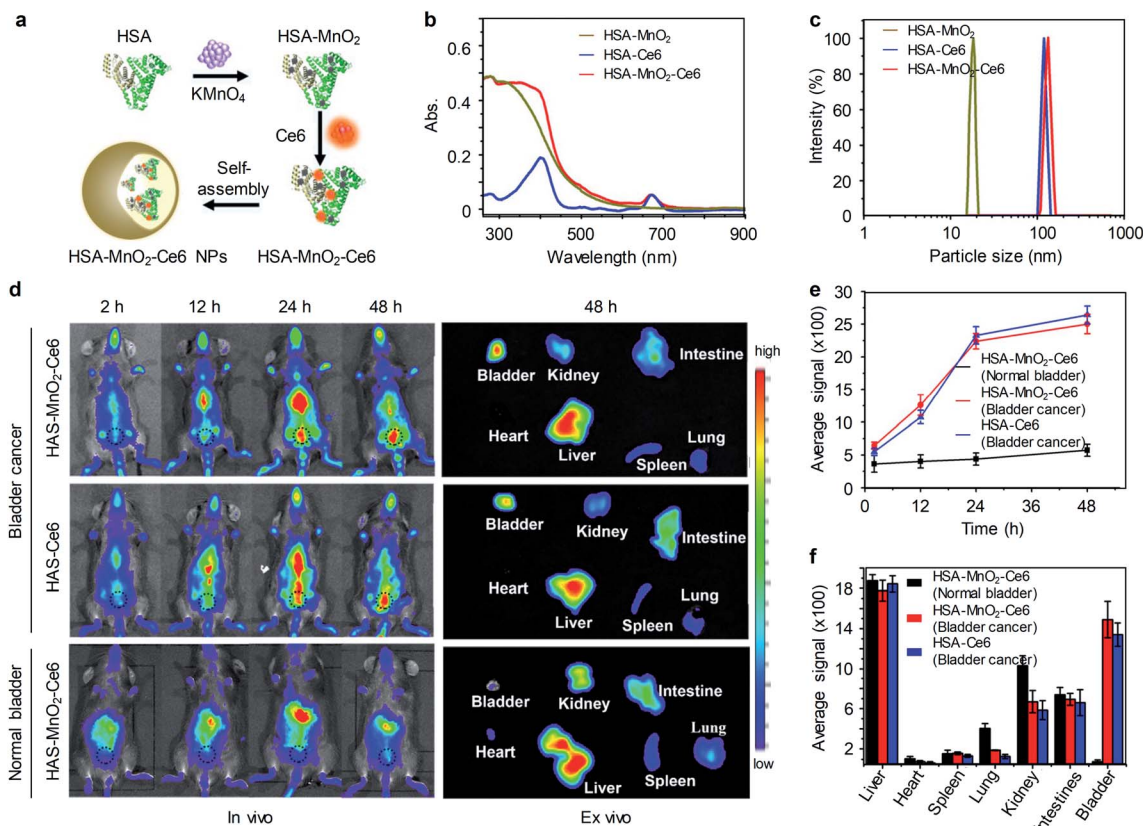 a
HSA
KMnO4
HSA-MnO2
Ce6
Self-
assembly
HSA-MnO2-Ce6 NPs
HSA-MnO2-Ce6
b
HSA-MnO2
HSA-Ce6
HSA-MnO2-Ce6
0.6
0.4
0.2
0
Abs.
300
500
700
900
Wavelength (nm)
c
HSA-MnO2
HSA-Ce6
HSA-MnO2-Ce6
100
80
60
40
20
0
Intensity (%)
1
10
100
1000
Particle size (nm)
d
2 h
12 h
24 h
48 h
48 h
Bladder cancer
HAS-MnO2-Ce6
Bladder
Kidney
Intestine
Heart
Liver
Spleen
Lung
HAS-Ce6
Bladder
Kidney
Intestine
Heart
Liver
Spleen
Lung
Normal bladder
HAS-MnO2-Ce6
Bladder
Kidney
Intestine
Heart
Liver
Spleen
Lung
In vivo
Ex vivo
high
low
e
30
25
20
15
10
5
0
Average signal (x100)
HSA-MnO2-Ce6
(Normal bladder)
HSA-MnO2-Ce6
(Bladder cancer)
HSA-Ce6
(Bladder cancer)
0
12
24
36
48
Time (h)
f
18
14
10
6
2
Average signal (x100)
HSA-MnO2-Ce6
(Normal bladder)
HSA-MnO2-Ce6
(Bladder cancer)
HSA-Ce6
(Bladder cancer)
Liver
Heart
Spleen
Lung
Kidney
Intestines
Bladder